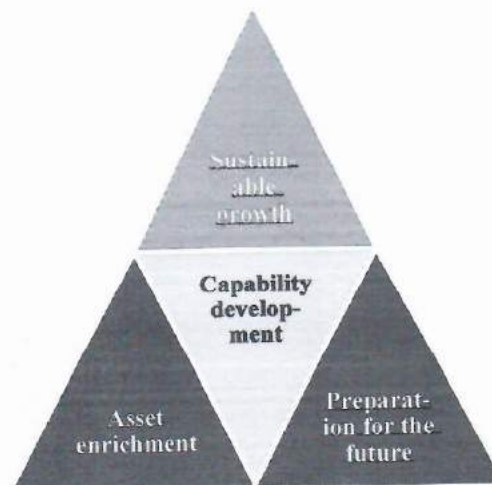 Sustain-
able
growth
Capability
develop-
ment
Asset
enrichment
Preparat-
ion for the
future